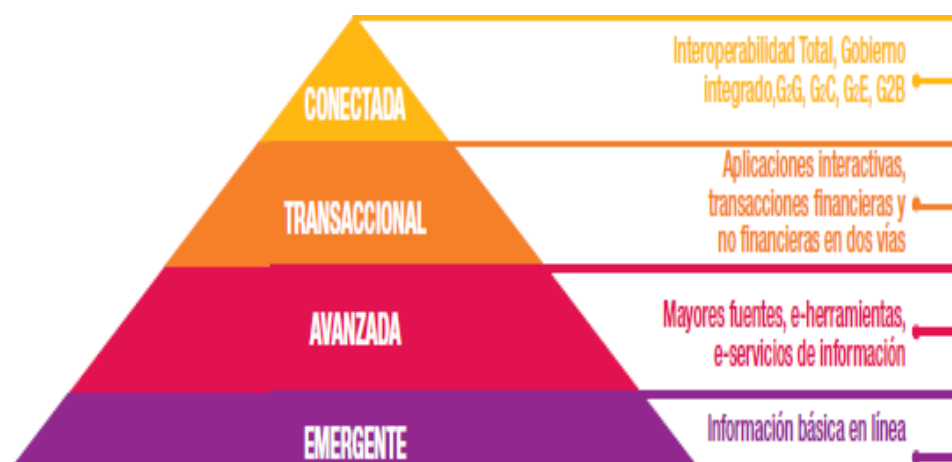 CONECTADA
Interoperabilidad Total, Gobierno
integrado,G2G, G2C, G2E, G2B
TRANSACCIONAL
Aplicaciones interactivas,
transacciones financieras y
no financieras en dos vías
AVANZADA
Mayores fuentes, e-herramientas,
e-servicios de información
EMERGENTE
Información básica en línea